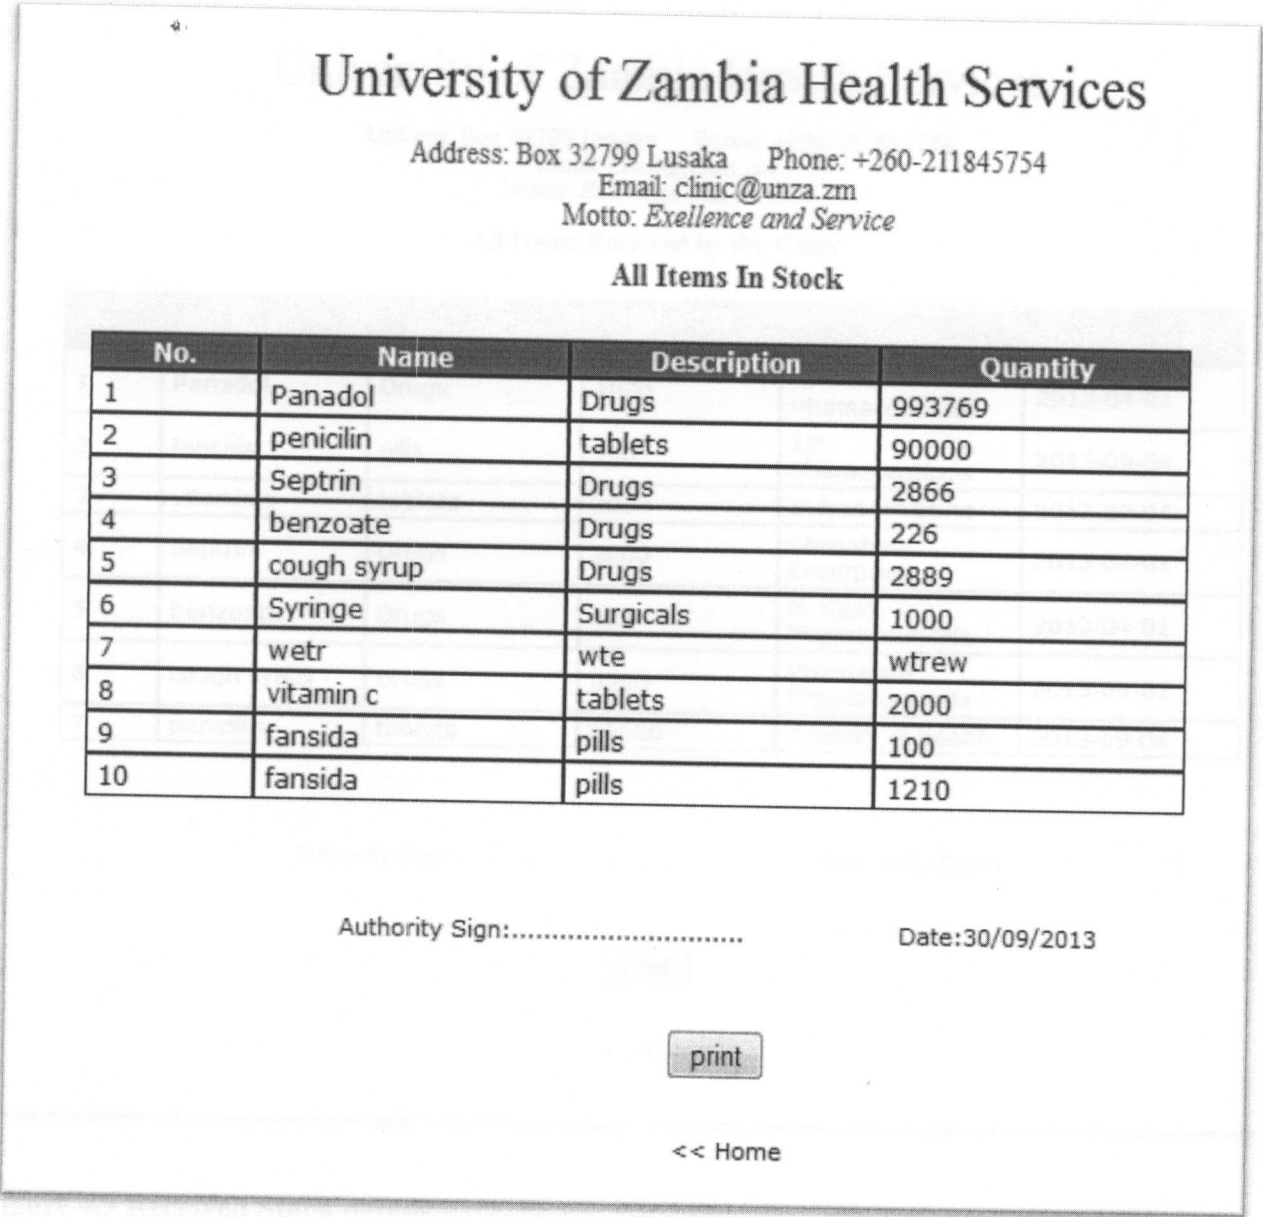 University of Zambia Health Services
Address: Box 32799 Lusaka Phone: +260-211845754
Email: clinic@unza.zm
Motto: Exellence and Service
All Items In Stock
No. Name Description Quantity
1 Panadol Drugs 993769
2 penicilin tablets 90000
3 Septrin Drugs 2866
4 benzoate Drugs 226
5 cough syrup Drugs 2889
6 Syringe Surgicals 1000
7 wetr wte wtrew
8 vitamin c tablets 2000
9 fansida pills 100
10 fansida pills 1210
Authority Sign:............................. Date:30/09/2013
print
<< Home